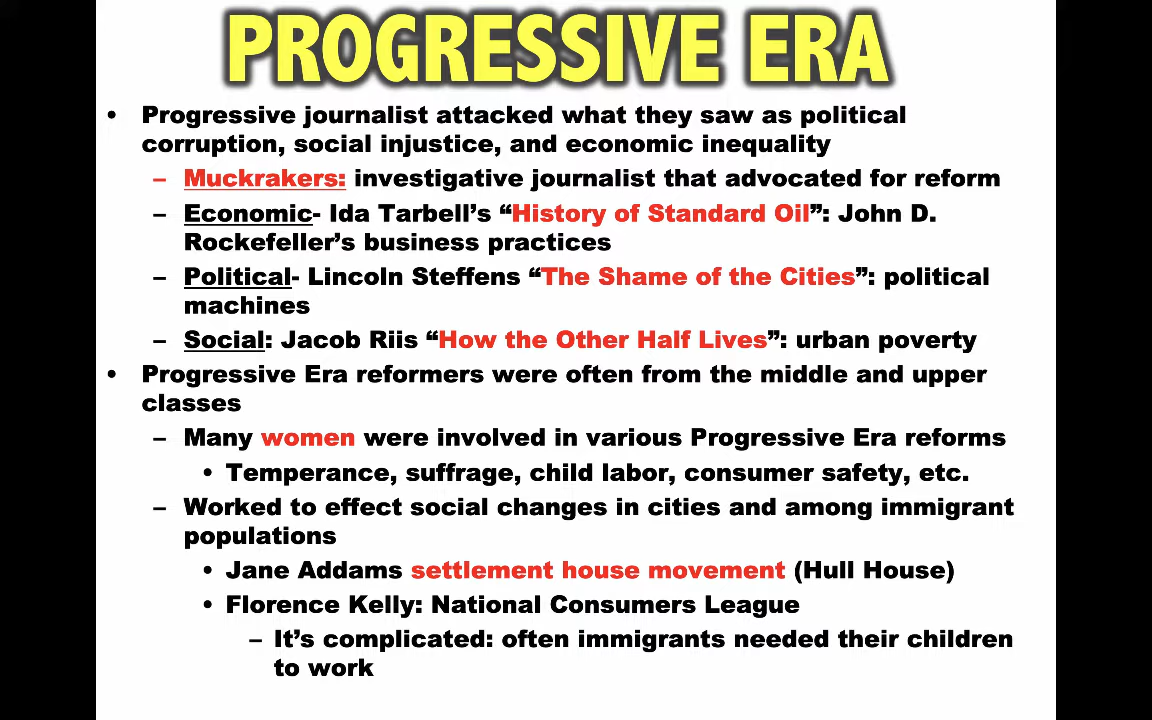 PROGRESSIVE ERA
• Progressive journalist attacked what they saw as political
corruption, social injustice, and economic inequality
– Muckrakers: investigative journalist that advocated for reform
– Economic- Ida Tarbell’s “History of Standard Oil”: John D.
Rockefeller’s business practices
– Political- Lincoln Steffens “The Shame of the Cities”: political
machines
– Social: Jacob Riis “How the Other Half Lives”: urban poverty
• Progressive Era reformers were often from the middle and upper
classes
– Many women were involved in various Progressive Era reforms
• Temperance, suffrage, child labor, consumer safety, etc.
– Worked to effect social changes in cities and among immigrant
populations
• Jane Addams settlement house movement (Hull House)
• Florence Kelly: National Consumers League
– It’s complicated: often immigrants needed their children
to work